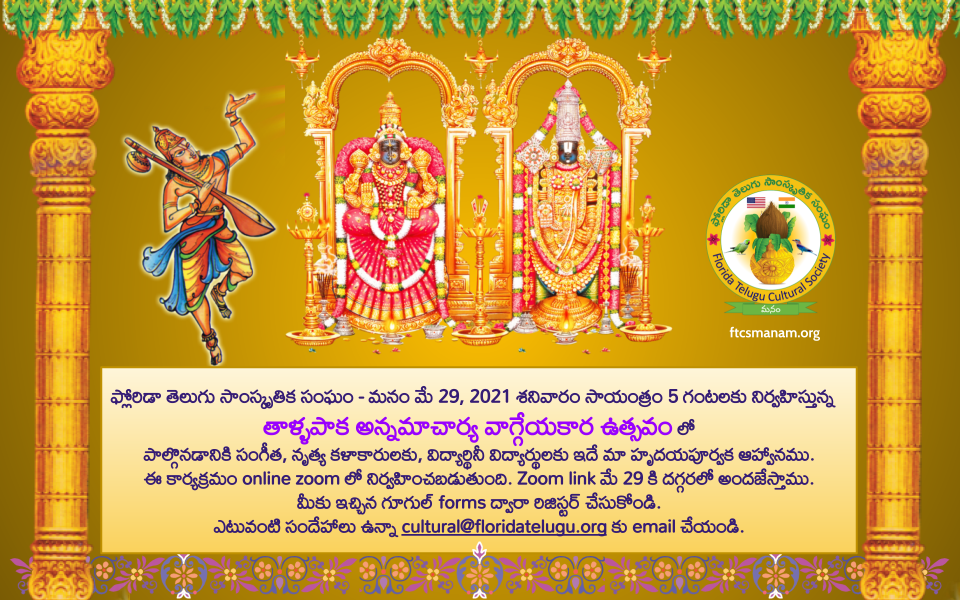 ఫ్లోరిడా తెలుగు సాంస్కృతిక సంఘం
Florida Telugu Cultural Society
మనం
ftcsmanam.org
ఫ్లోరిడా తెలుగు సాంస్కృతిక సంఘం - మనం మే 29, 2021 శనివారం సాయంత్రం 5 గంటలకు నిర్వహిస్తున్న
తాళ్ళపాక అన్నమాచార్య వాగ్గేయకార ఉత్సవం లో
పాల్గొనడానికి సంగీత, నృత్య కళాకారులకు, విద్యార్థినీ విద్యార్థులకు ఇదే మా హృదయపూర్వక ఆహ్వానము.
ఈ కార్యక్రమం online zoom లో నిర్వహించబడుతుంది. Zoom link మే 29 కి దగ్గరలో అందజేస్తాము.
మీకు ఇచ్చిన గూగుల్ forms ద్వారా రిజిస్టర్ చేసుకోండి.
ఎటువంటి సందేహాలు ఉన్నా cultural@floridatelugu.org కు email చేయండి.